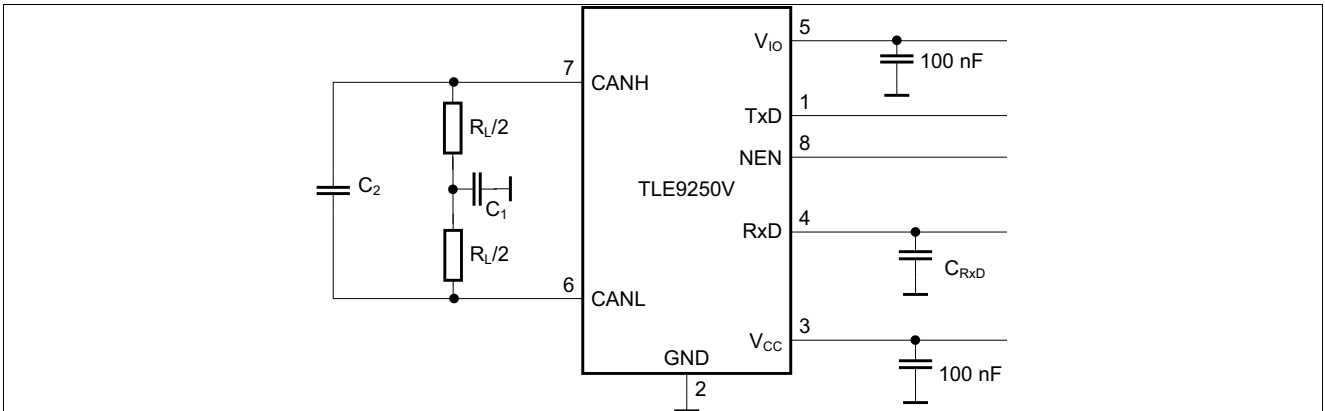 5
V_IO
100 nF
7
CANH
1
TxD
R_L/2
8
NEN
C_2
TLE9250V
C_1
4
RxD
R_L/2
C_RxD
6
CANL
3
V_CC
GND
100 nF
2